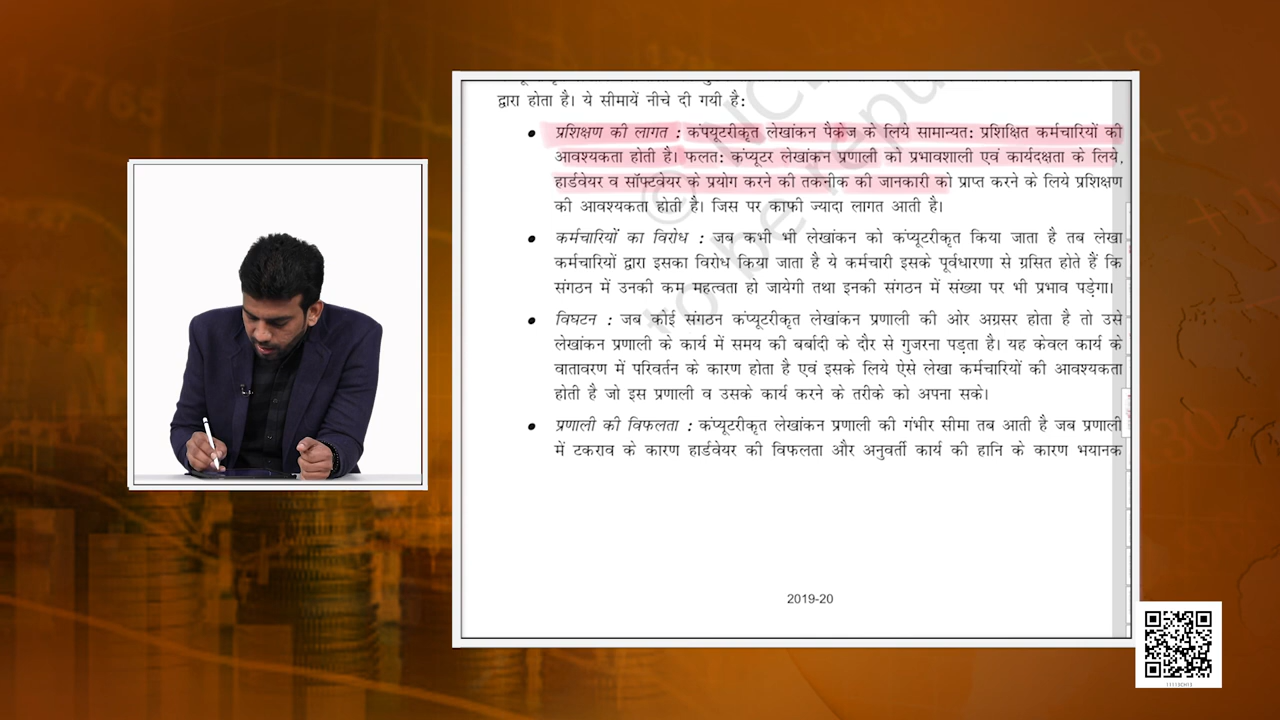 द्वारा होता है। ये सीमायें नीचे दी गयी है:
• प्रशिक्षण की लागत : कंपयूटरीकृत लेखांकन पैकेज के लिये सामान्यत: प्रशिक्षित कर्मचारियों की
आवश्यकता होती है। फलत: कंप्यूटर लेखांकन प्रणाली को प्रभावशाली एवं कार्यदक्षता के लिये,
हार्डवेयर व सॉफ्टवेयर के प्रयोग करने की तकनीक की जानकारी को प्राप्त करने के लिये प्रशिक्षण
की आवश्यकता होती है। जिस पर काफी ज्यादा लागत आती है।
• कर्मचारियों का विरोध : जब कभी भी लेखांकन को कंप्यूटरीकृत किया जाता है तब लेखा
कर्मचारियों द्वारा इसका विरोध किया जाता है ये कर्मचारी इसके पूर्वधारणा से ग्रसित होते हैं कि
संगठन में उनकी कम महत्वता हो जायेगी तथा इनकी संगठन में संख्या पर भी प्रभाव पड़ेगा।
• विघटन : जब कोई संगठन कंप्यूटरीकृत लेखांकन प्रणाली की ओर अग्रसर होता है तो उसे
लेखांकन प्रणाली के कार्य में समय की बर्बादी के दौर से गुजरना पड़ता है। यह केवल कार्य के
वातावरण में परिवर्तन के कारण होता है एवं इसके लिये ऐसे लेखा कर्मचारियों की आवश्यकता
होती है जो इस प्रणाली व उसके कार्य करने के तरीके को अपना सके।
• प्रणाली की विफलता : कंप्यूटरीकृत लेखांकन प्रणाली की गंभीर सीमा तब आती है जब प्रणाली
में टकराव के कारण हार्डवेयर की विफलता और अनुवर्ती कार्य की हानि के कारण भयानक
2019-20